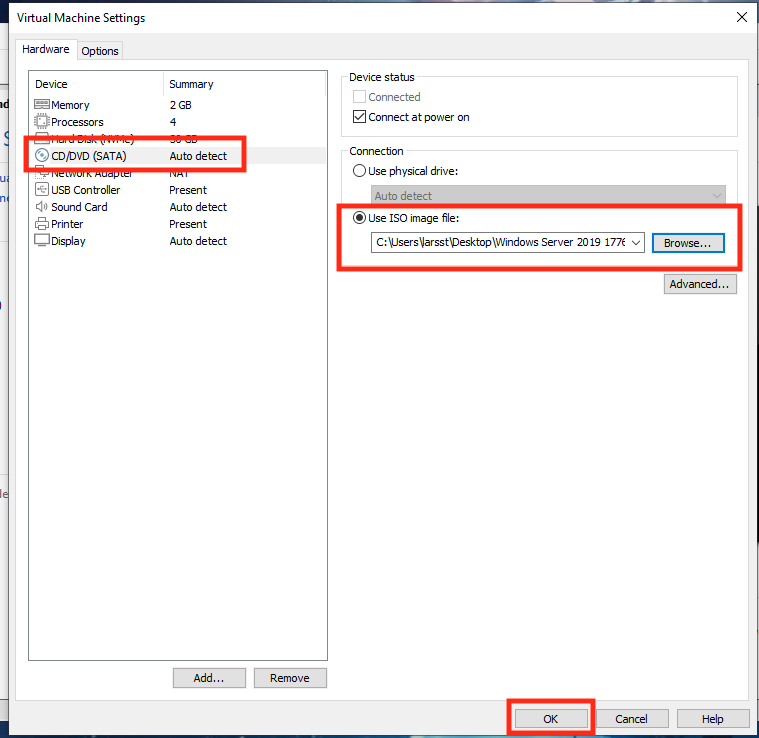 Virtual Machine Settings
Hardware Options
Device Summary
Memory 2 GB
Processors 4
Hard Disk (NVMe) GB
CD/DVD (SATA) Auto detect
Network Adapter NAT
USB Controller Present
Sound Card Auto detect
Printer Present
Display Auto detect
Add... Remove
Device status
Connected
Connect at power on
Connection
Use physical drive:
Auto detect
Use ISO image file:
C:\Users\larsst\Desktop\Windows Server 2019 1776 Browse...
Advanced...
OK Cancel Help